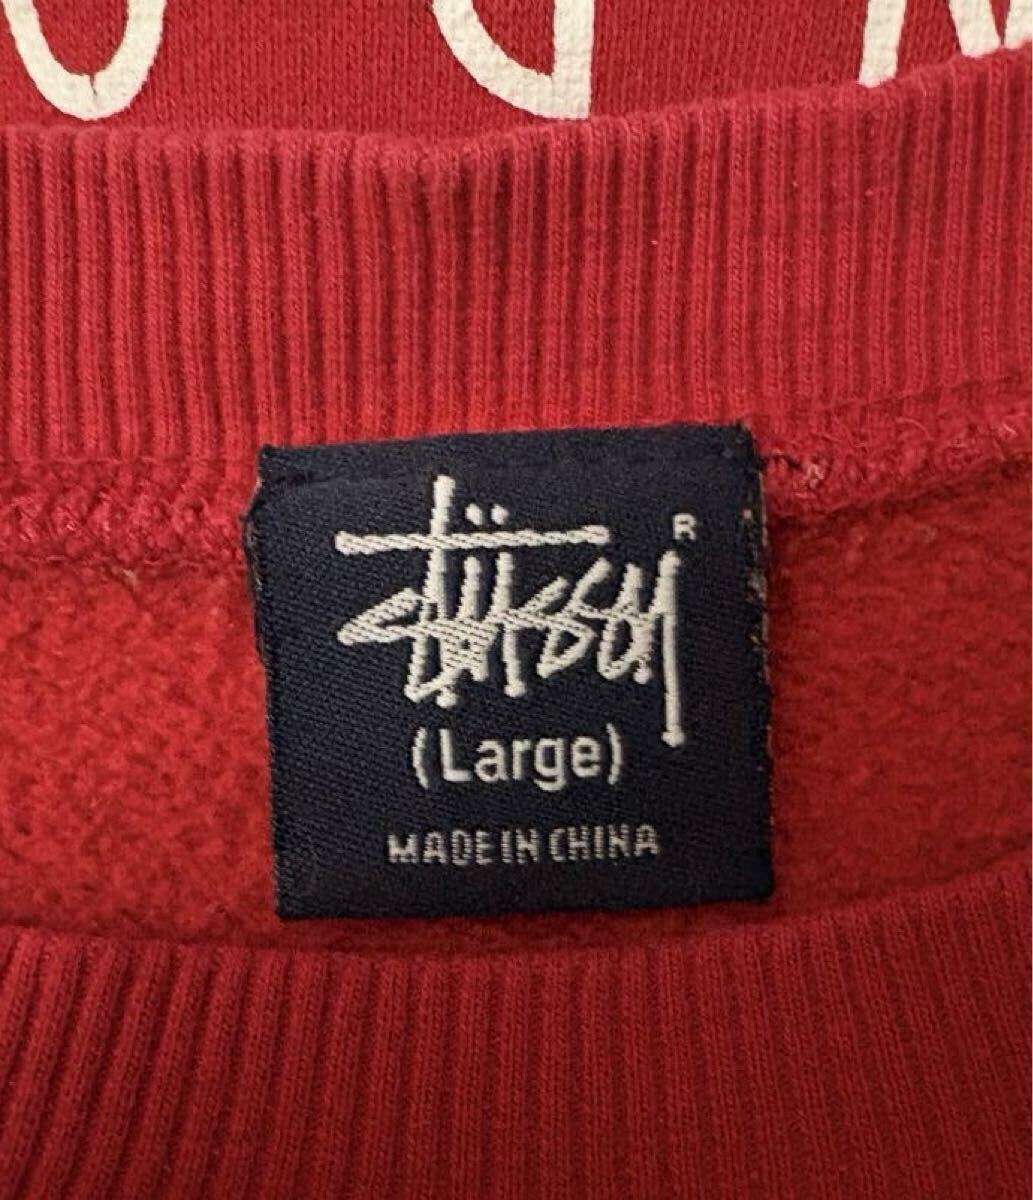 Stüssy
R
(Large)
MADE IN CHINA